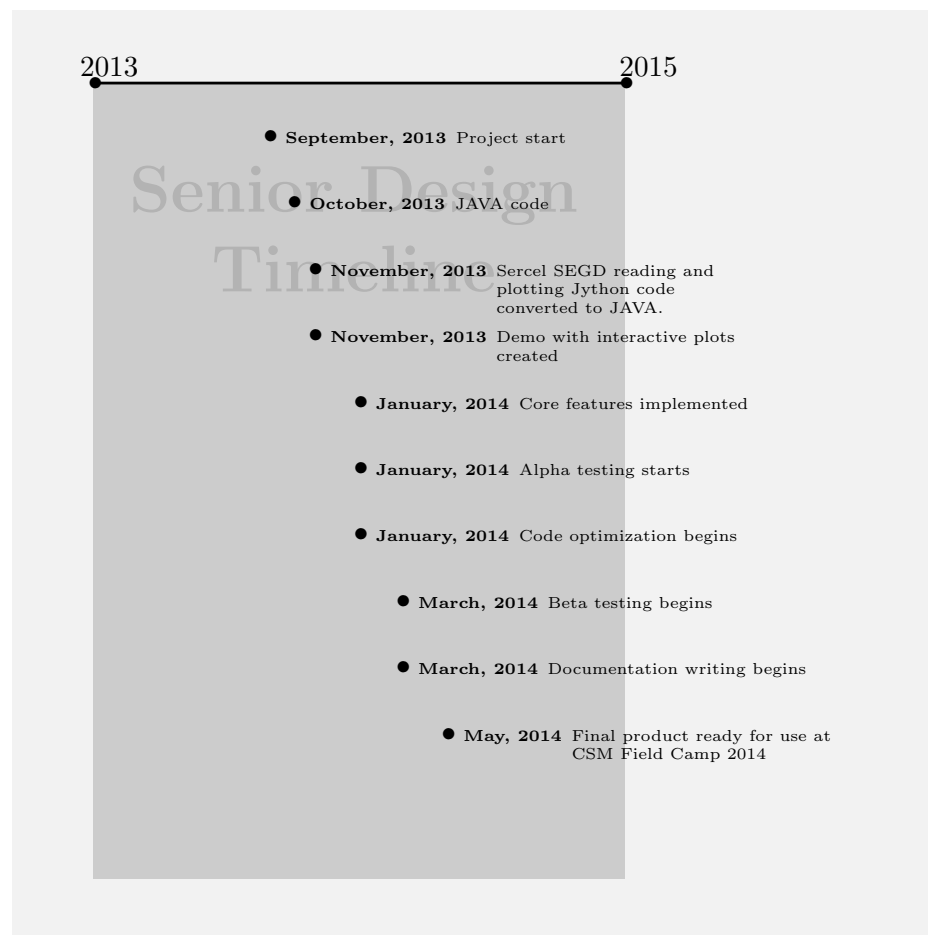 2013 2015
September, 2013 Project start
Senior Design
October, 2013 JAVA code
Timeline
November, 2013 Sercel SEGD reading and
plotting Jython code
converted to JAVA.
November, 2013 Demo with interactive plots
created
January, 2014 Core features implemented
January, 2014 Alpha testing starts
January, 2014 Code optimization begins
March, 2014 Beta testing begins
March, 2014 Documentation writing begins
May, 2014 Final product ready for use at
CSM Field Camp 2014